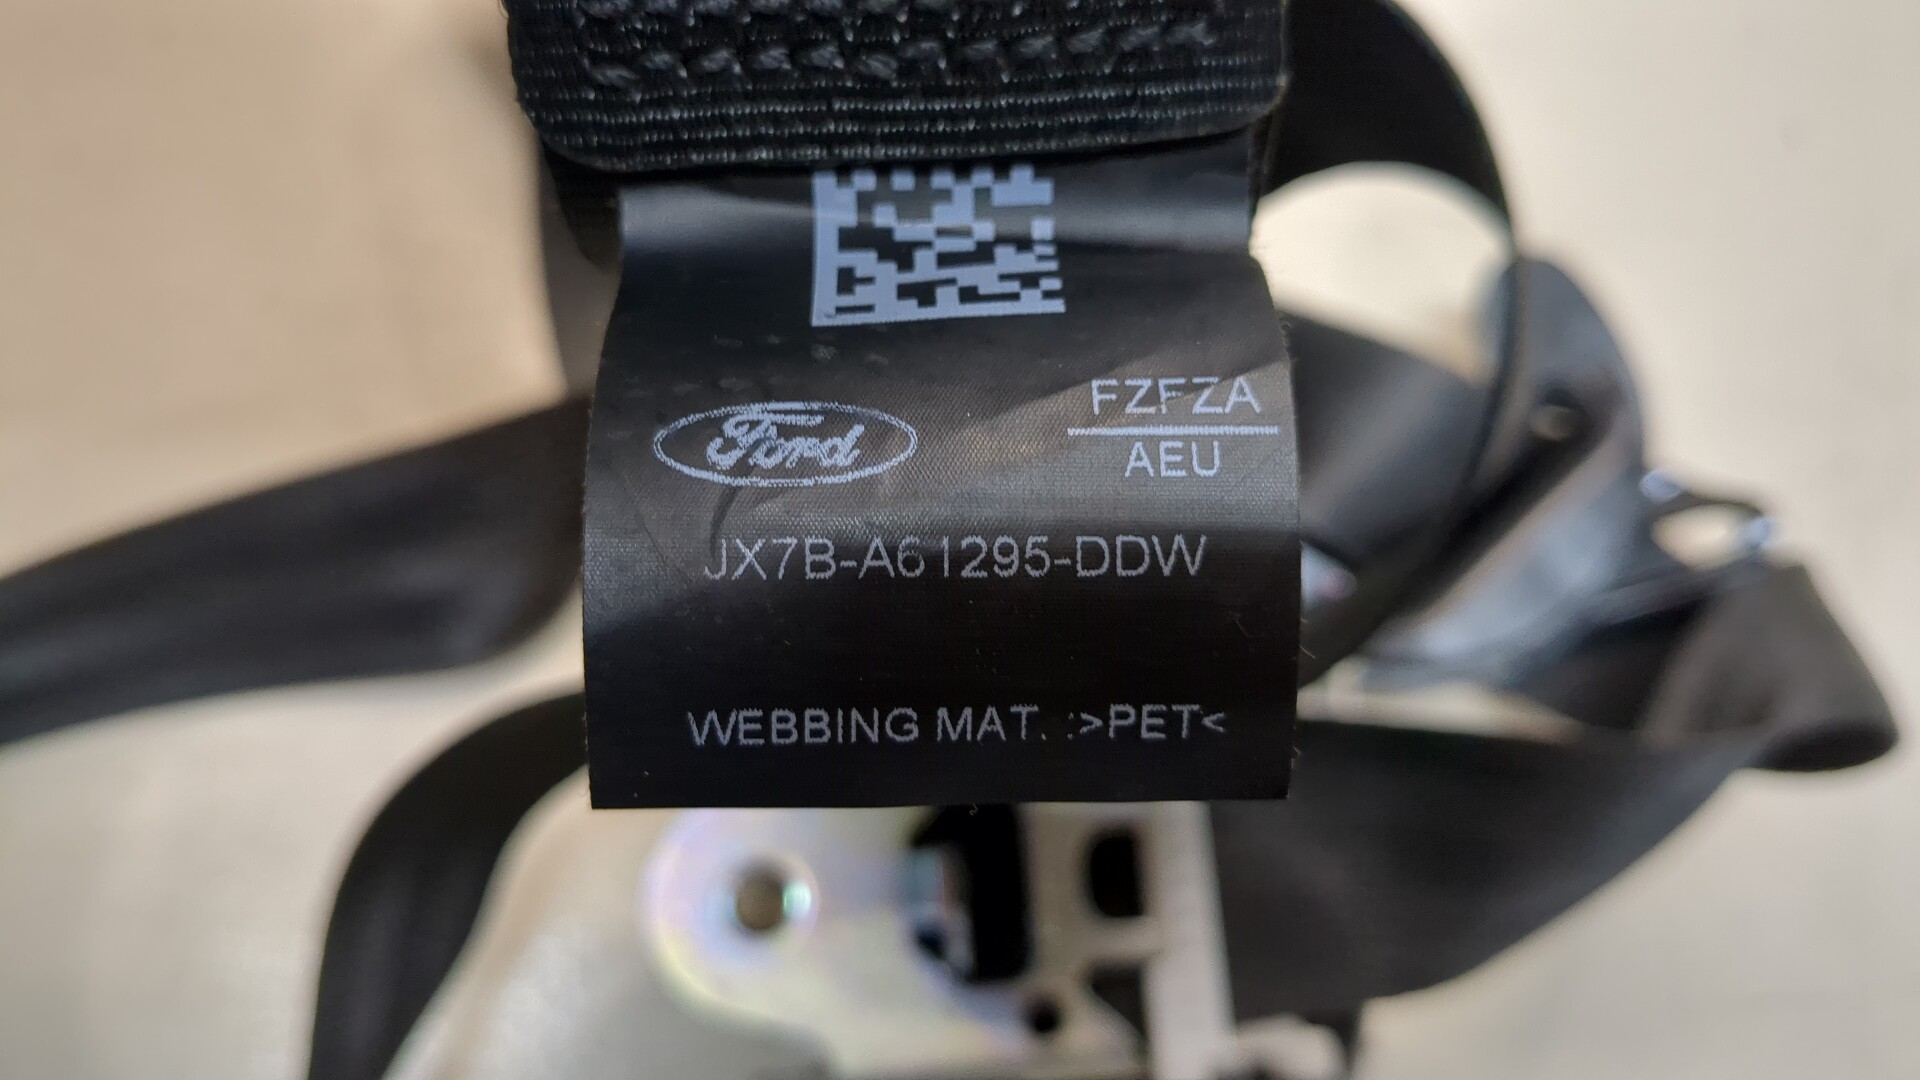 FZFZA
Ford
AEU
JX7B-A61295-DDW
WEBBING MAT. :>PET<